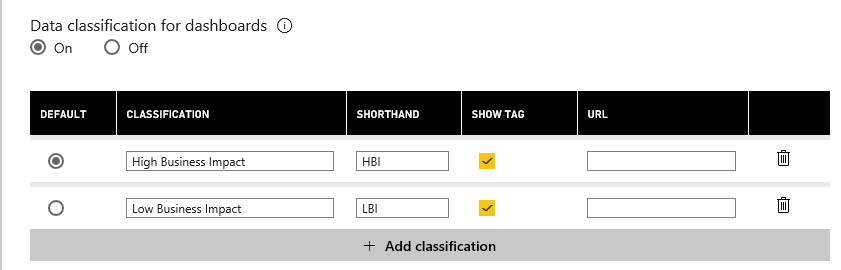 Data classification for dashboards
On Off
DEFAULT CLASSIFICATION SHORTHAND SHOW TAG URL
High Business Impact HBI
Low Business Impact LBI
+ Add classification